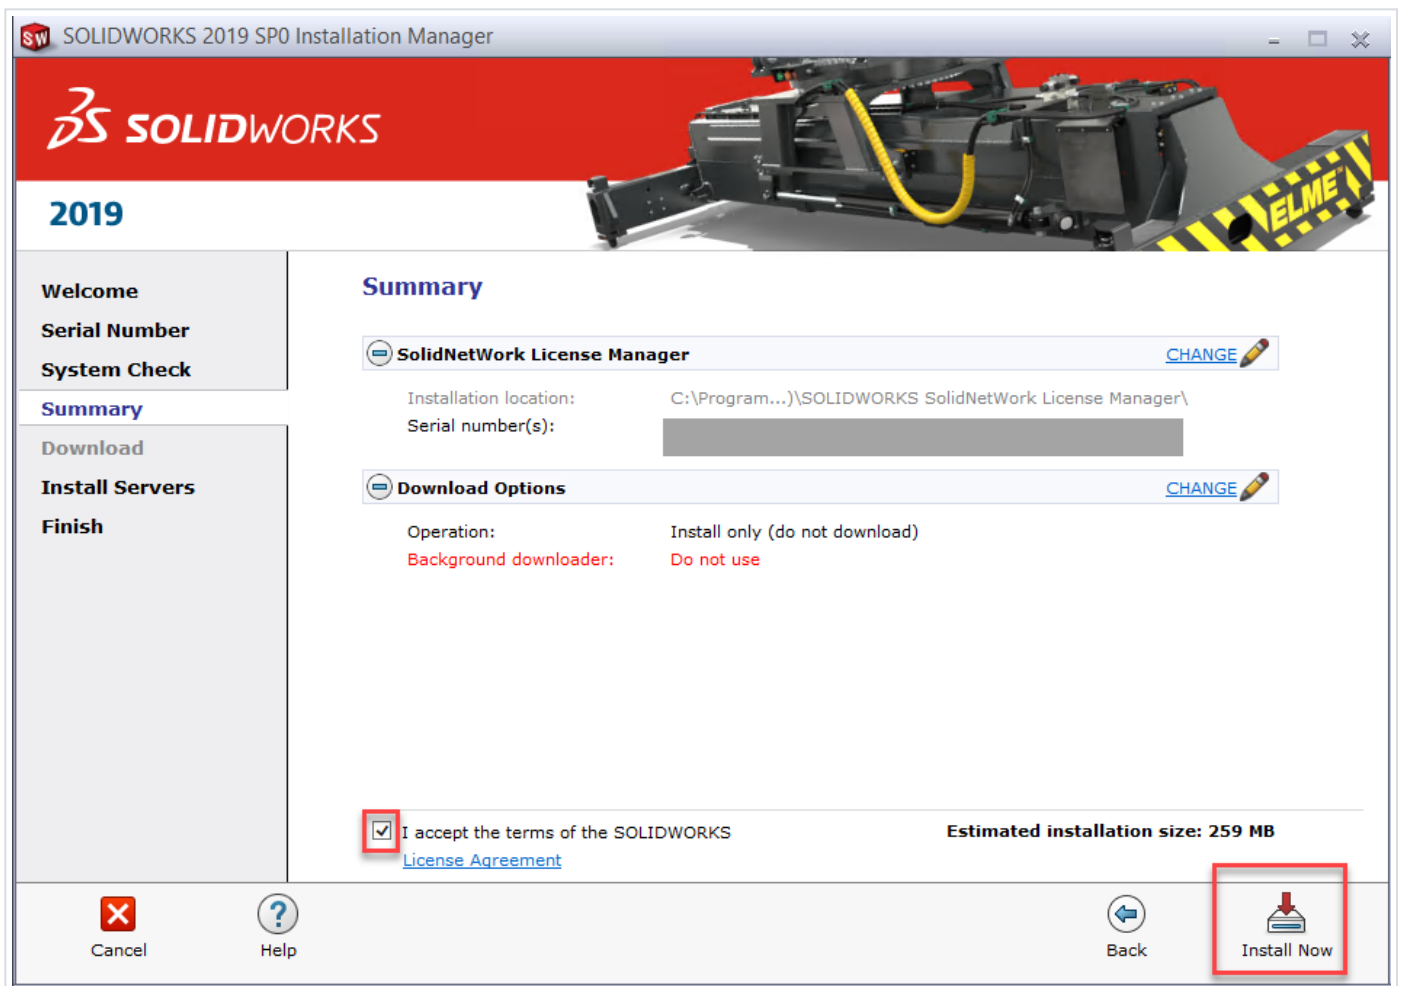 SOLIDWORKS 2019 SP0 Installation Manager
SOLIDWORKS
2019
ELME
Welcome
Serial Number
System Check
Summary
Download
Install Servers
Finish
Summary
SolidNetWork License Manager CHANGE
Installation location: C:\Program...)\SOLIDWORKS SolidNetWork License Manager\
Serial number(s):
Download Options CHANGE
Operation: Install only (do not download)
Background downloader: Do not use
I accept the terms of the SOLIDWORKS Estimated installation size: 259 MB
License Agreement
Cancel Help Back Install Now